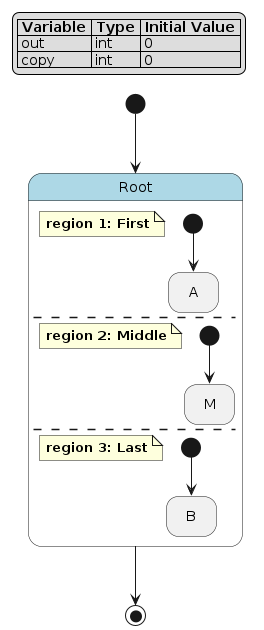 Variable Type Initial Value
out int 0
copy int 0
Root
region 1: First
A
region 2: Middle
M
region 3: Last
B